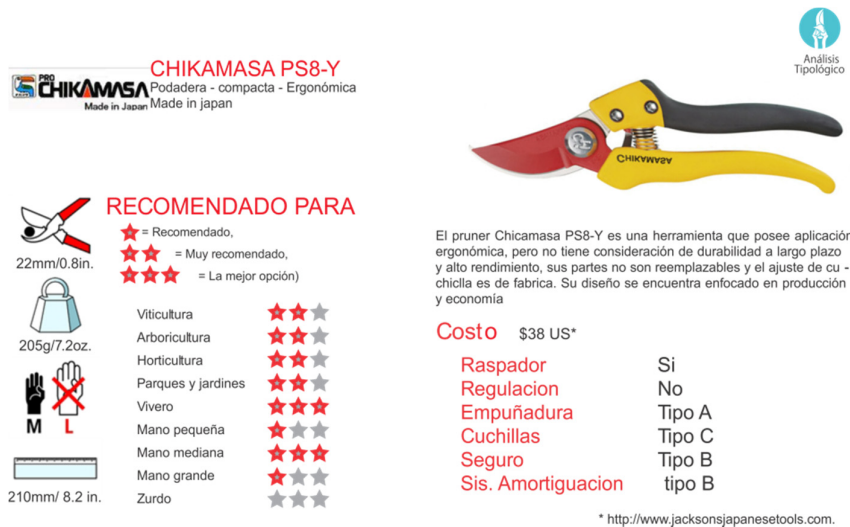 Análisis
Tipológico
PRO
CHIKAMASA
Made in Japan
CHIKAMASA PS8-Y
Podadera - compacta - Ergonómica
Made in japan
CHIKAMASA
RECOMENDADO PARA
= Recomendado,
= Muy recomendado,
= La mejor opción)
22mm/0.8in.
205g/7.2oz.
M L
210mm/ 8.2 in.
Viticultura
Arboricultura
Horticultura
Parques y jardines
Vivero
Mano pequeña
Mano mediana
Mano grande
Zurdo
El pruner Chicamasa PS8-Y es una herramienta que posee aplicación
ergonómica, pero no tiene consideración de durabilidad a largo plazo
y alto rendimiento, sus partes no son reemplazables y el ajuste de cu -
chiclla es de fabrica. Su diseño se encuentra enfocado en producción
y economía
Costo $38 US*
Raspador Si
Regulacion No
Empuñadura Tipo A
Cuchillas Tipo C
Seguro Tipo B
Sis. Amortiguacion tipo B
* http://www.jacksonsjapanesetools.com.